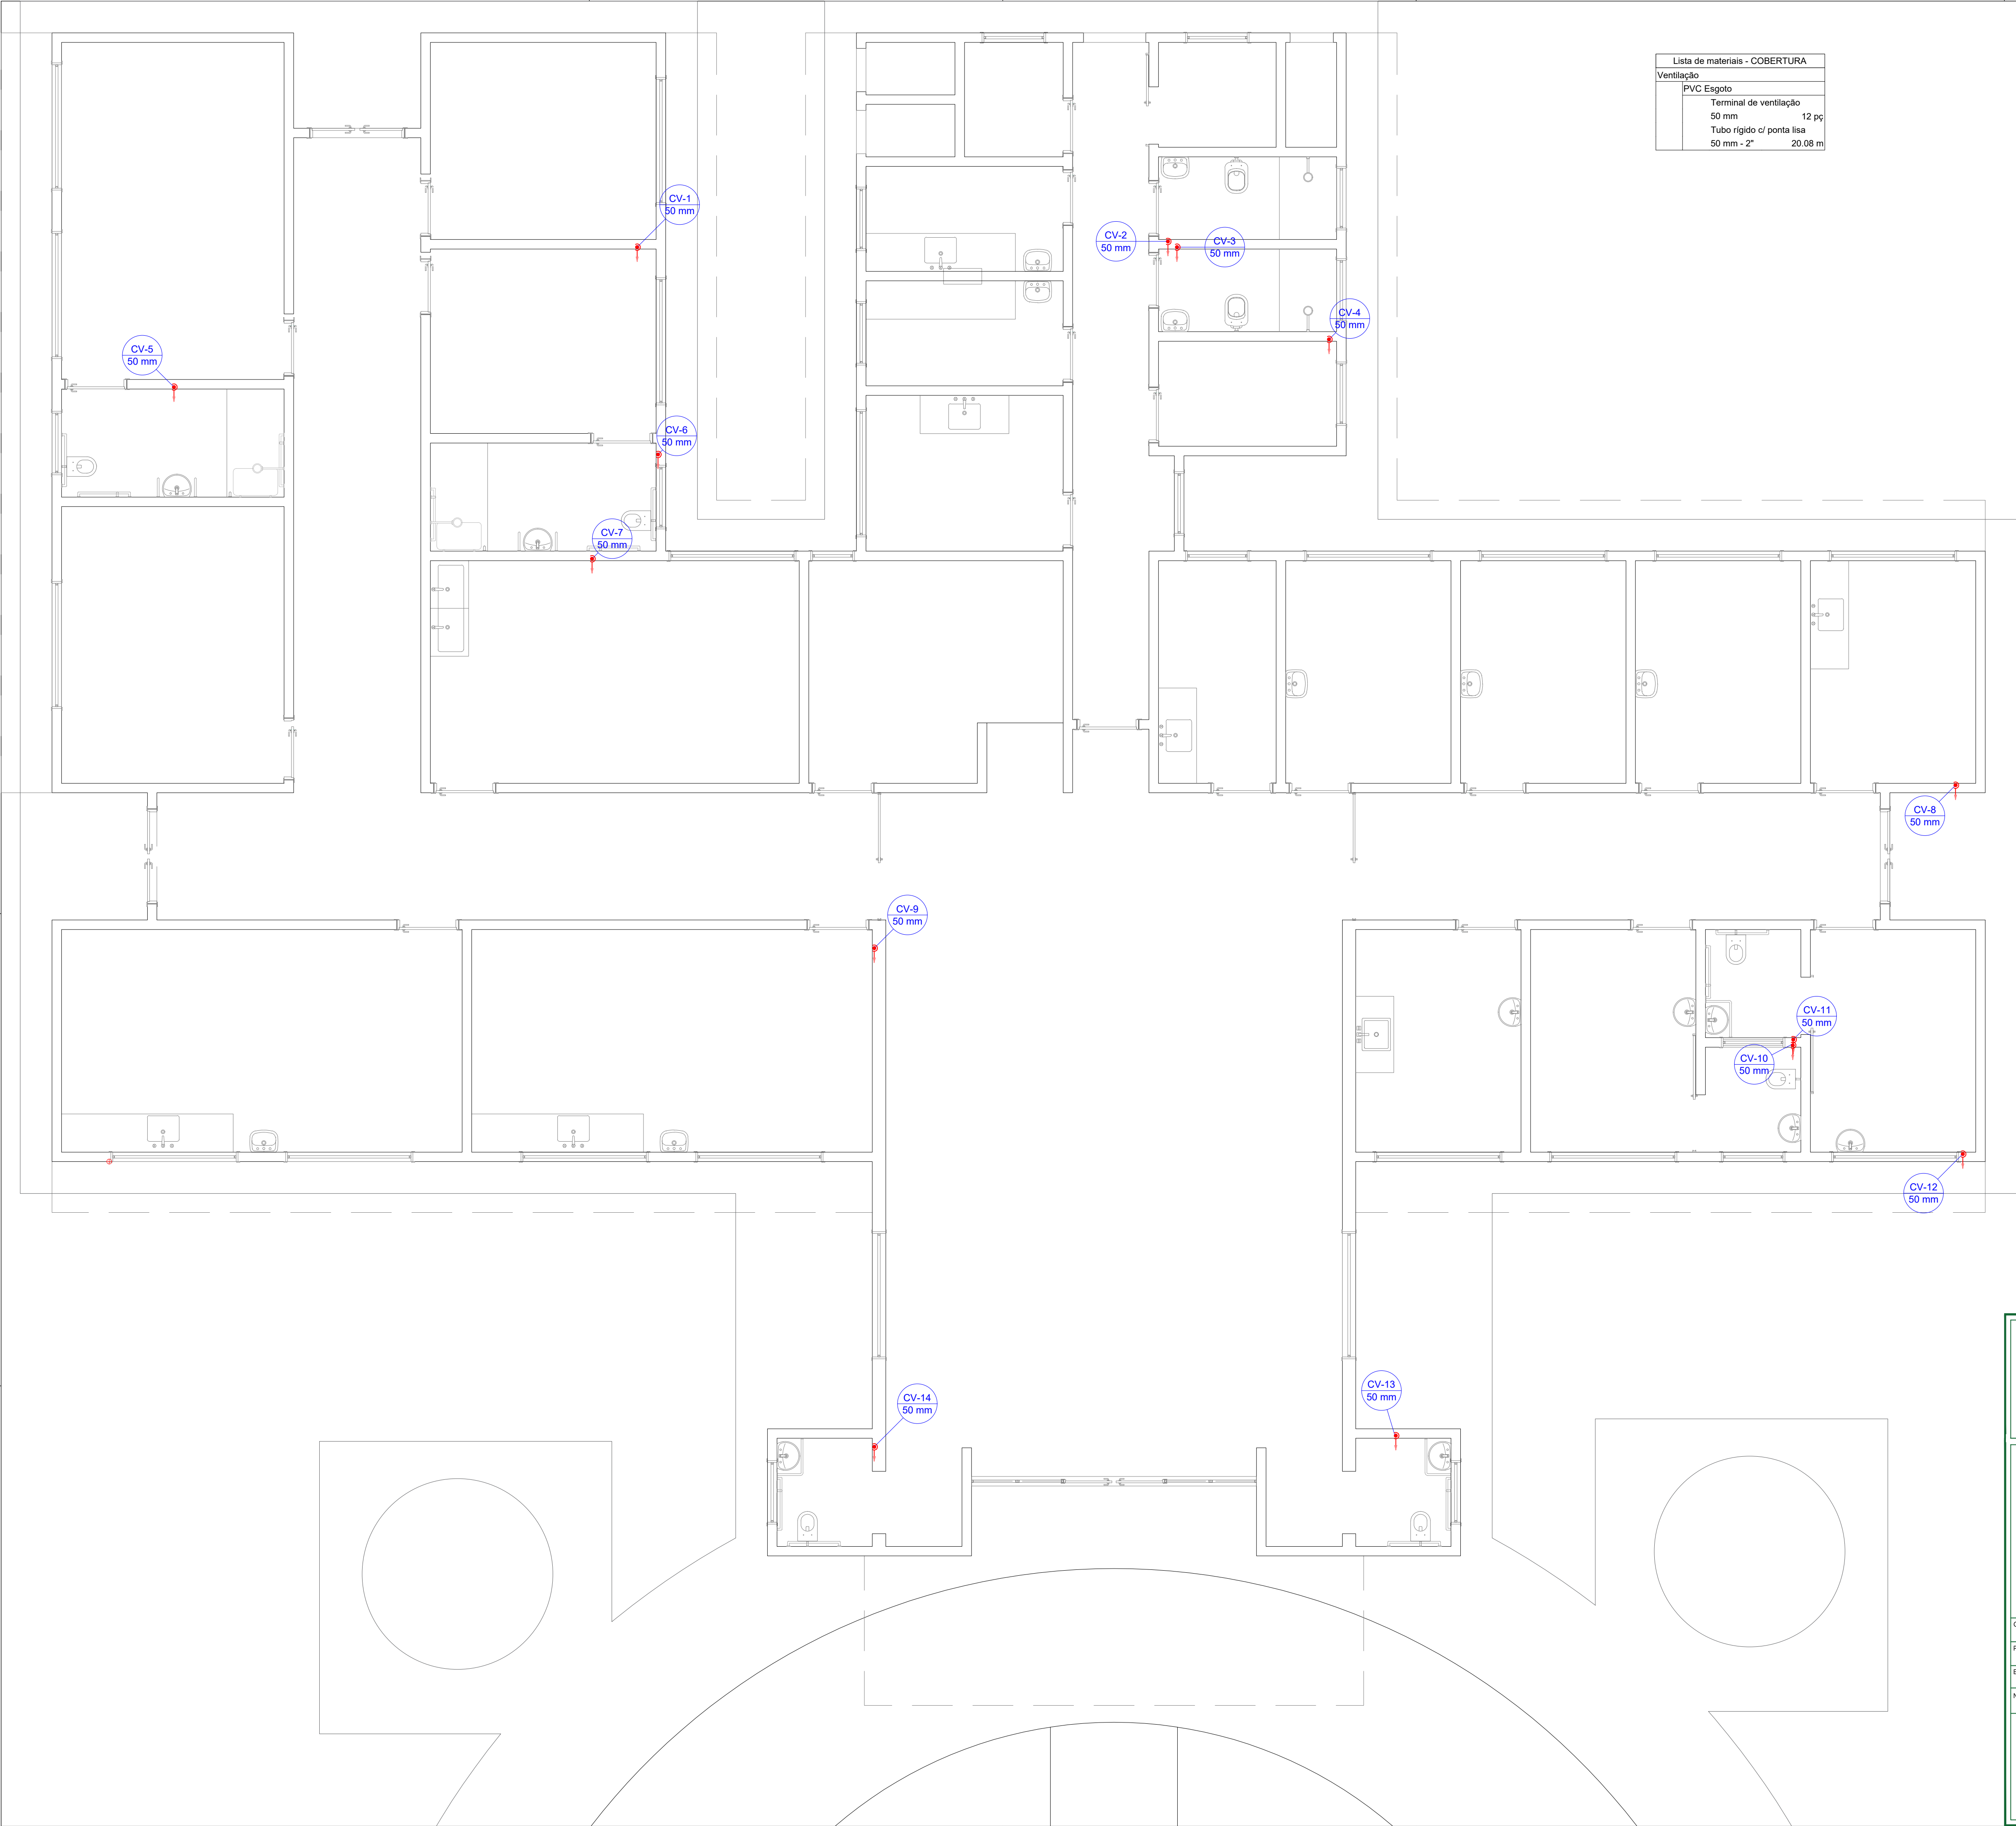 Lista de materiais - COBERTURA
Ventilação
PVC Esgoto
Terminal de ventilação
50 mm 12 pç
Tubo rígido c/ ponta lisa
50 mm - 2" 20.08 m
CV-1
50 mm
CV-2
50 mm
CV-3
50 mm
CV-4
50 mm
CV-5
50 mm
CV-6
50 mm
CV-7
50 mm
CV-8
50 mm
CV-9
50 mm
CV-11
50 mm
CV-10
50 mm
CV-12
50 mm
CV-13
50 mm
CV-14
50 mm